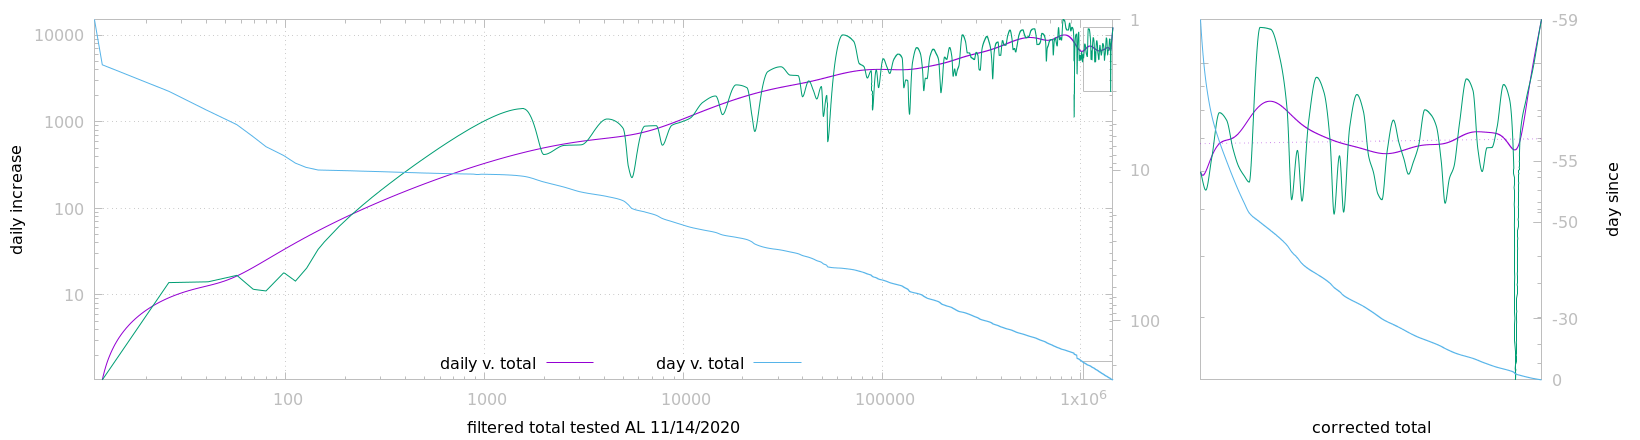 10000
1000
100
10
daily increase
100
1000
10000
100000
1x10^6
1
10
100
daily v. total
day v. total
filtered total tested AL 11/14/2020
-59
-55
-50
-30
0
day since
corrected total